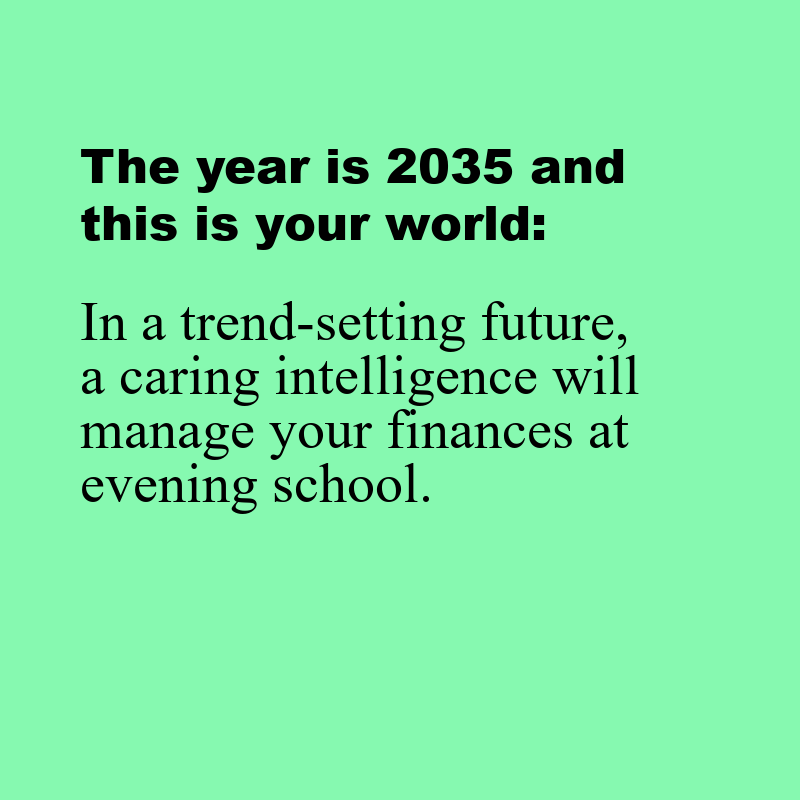 The year is 2035 and
this is your world:
In a trend-setting future,
a caring intelligence will
manage your finances at
evening school.